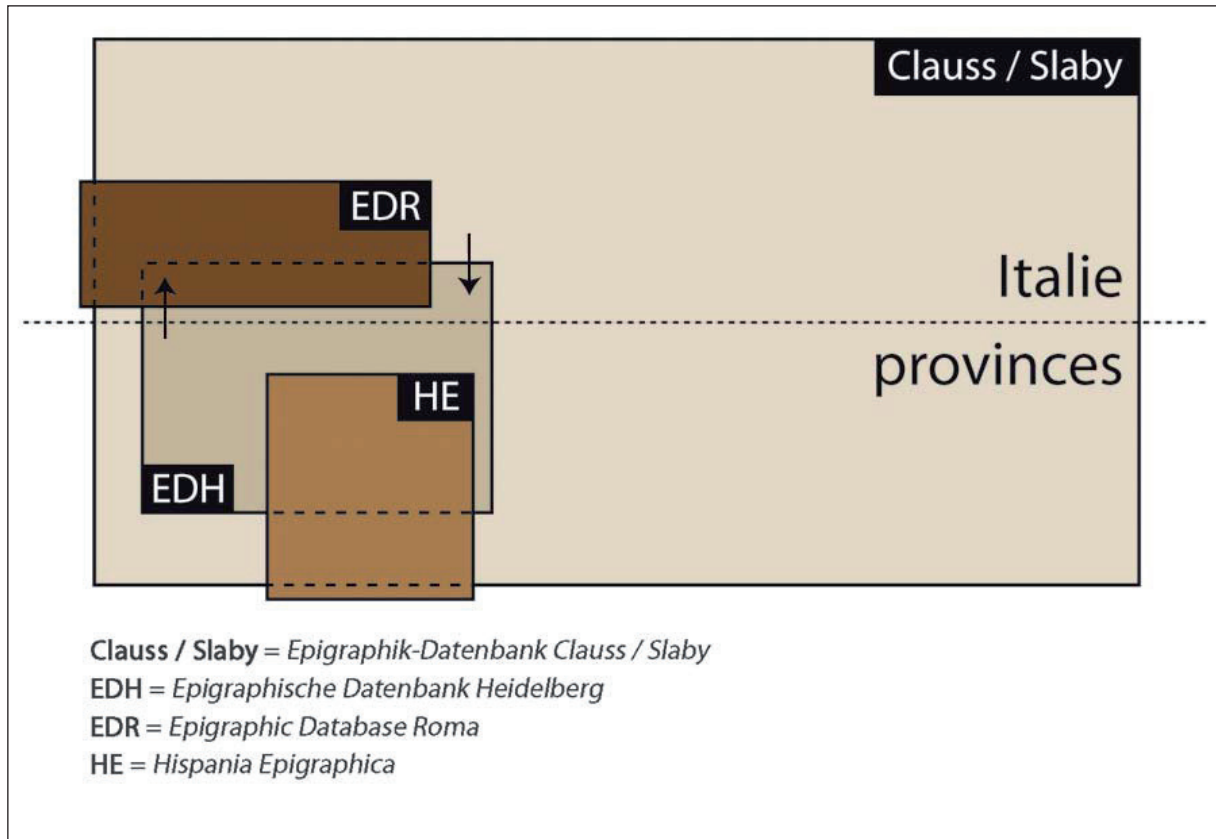 Clauss / Slaby
EDR
Italie
provinces
HE
EDH
Clauss / Slaby = Epigraphik-Datenbank Clauss / Slaby
EDH = Epigraphische Datenbank Heidelberg
EDR = Epigraphic Database Roma
HE = Hispania Epigraphica